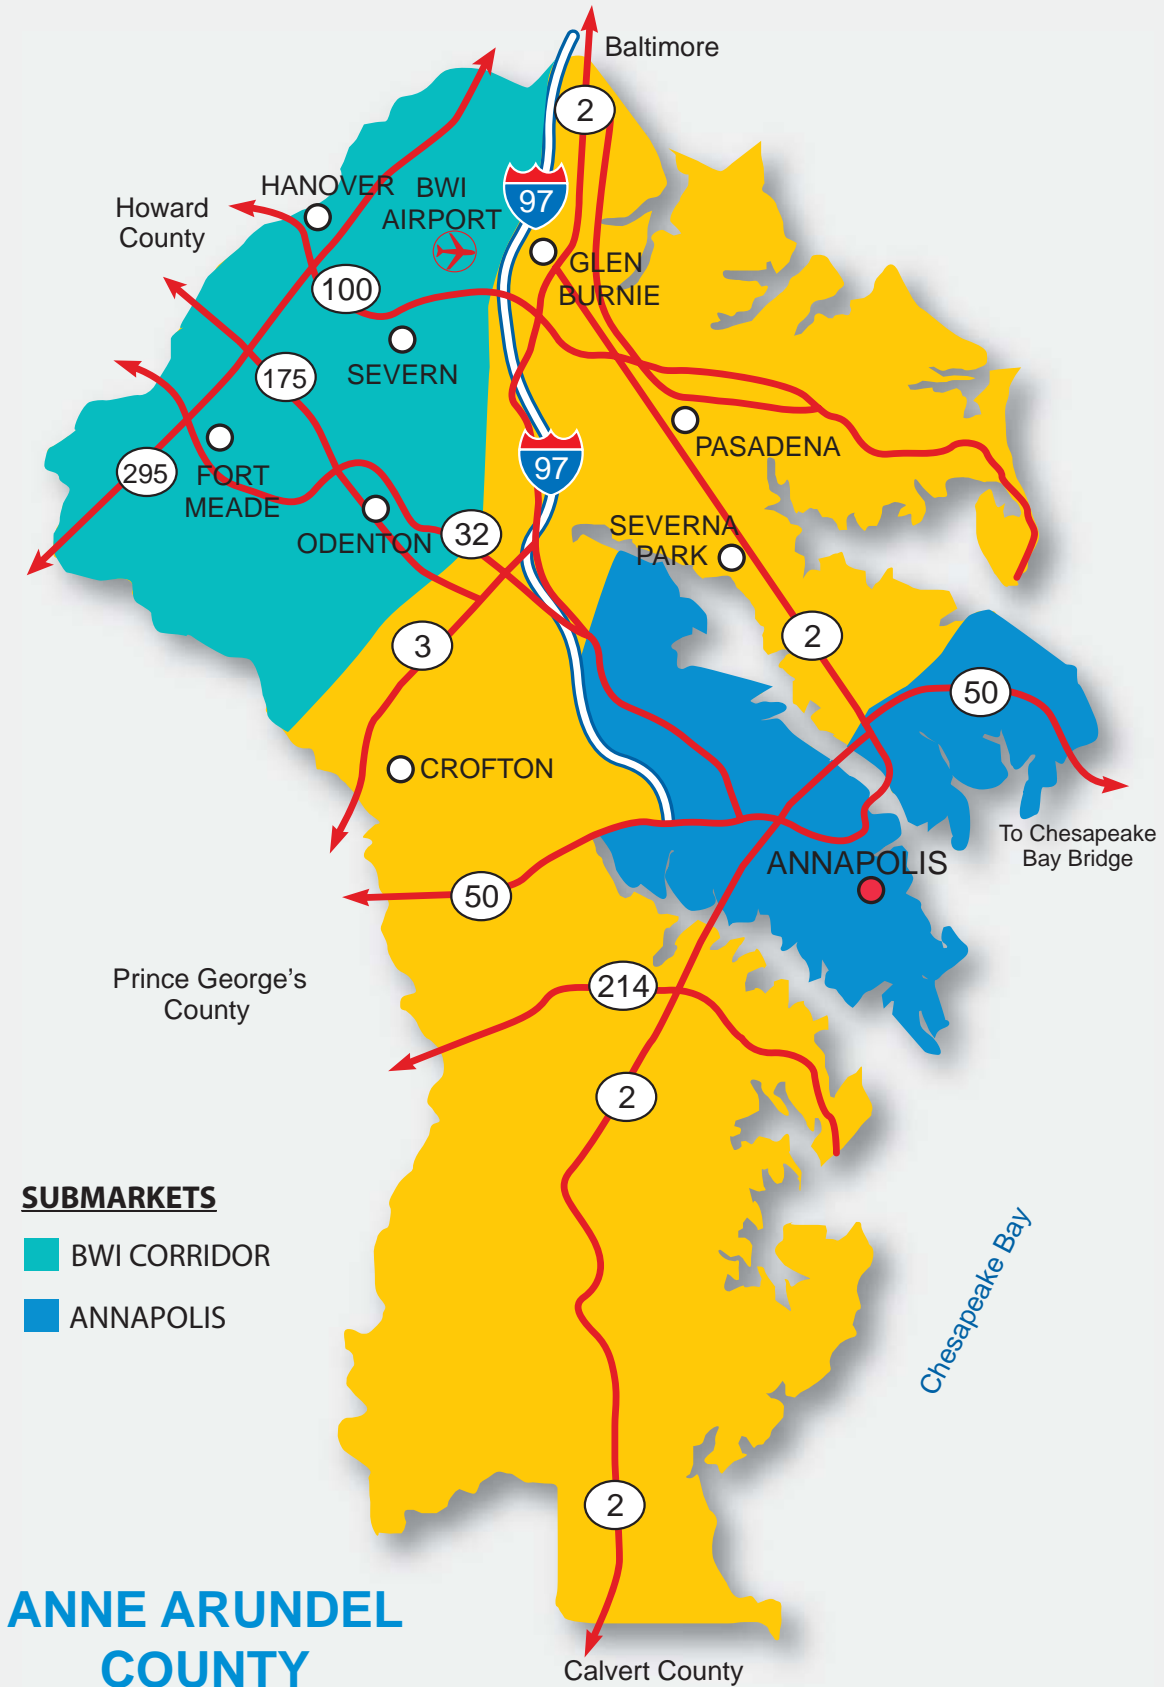 Baltimore
2
HANOVER
BWI
AIRPORT
97
Howard
County
GLEN
BURNIE
100
SEVERN
175
PASADENA
97
295
FORT
MEADE
ODENTON
32
SEVERNA
PARK
3
2
50
CROFTON
To Chesapeake
Bay Bridge
ANNAPOLIS
50
Prince George’s
County
214
2
SUBMARKETS
BWI CORRIDOR
ANNAPOLIS
Chesapeake Bay
2
ANNE ARUNDEL
COUNTY
Calvert County